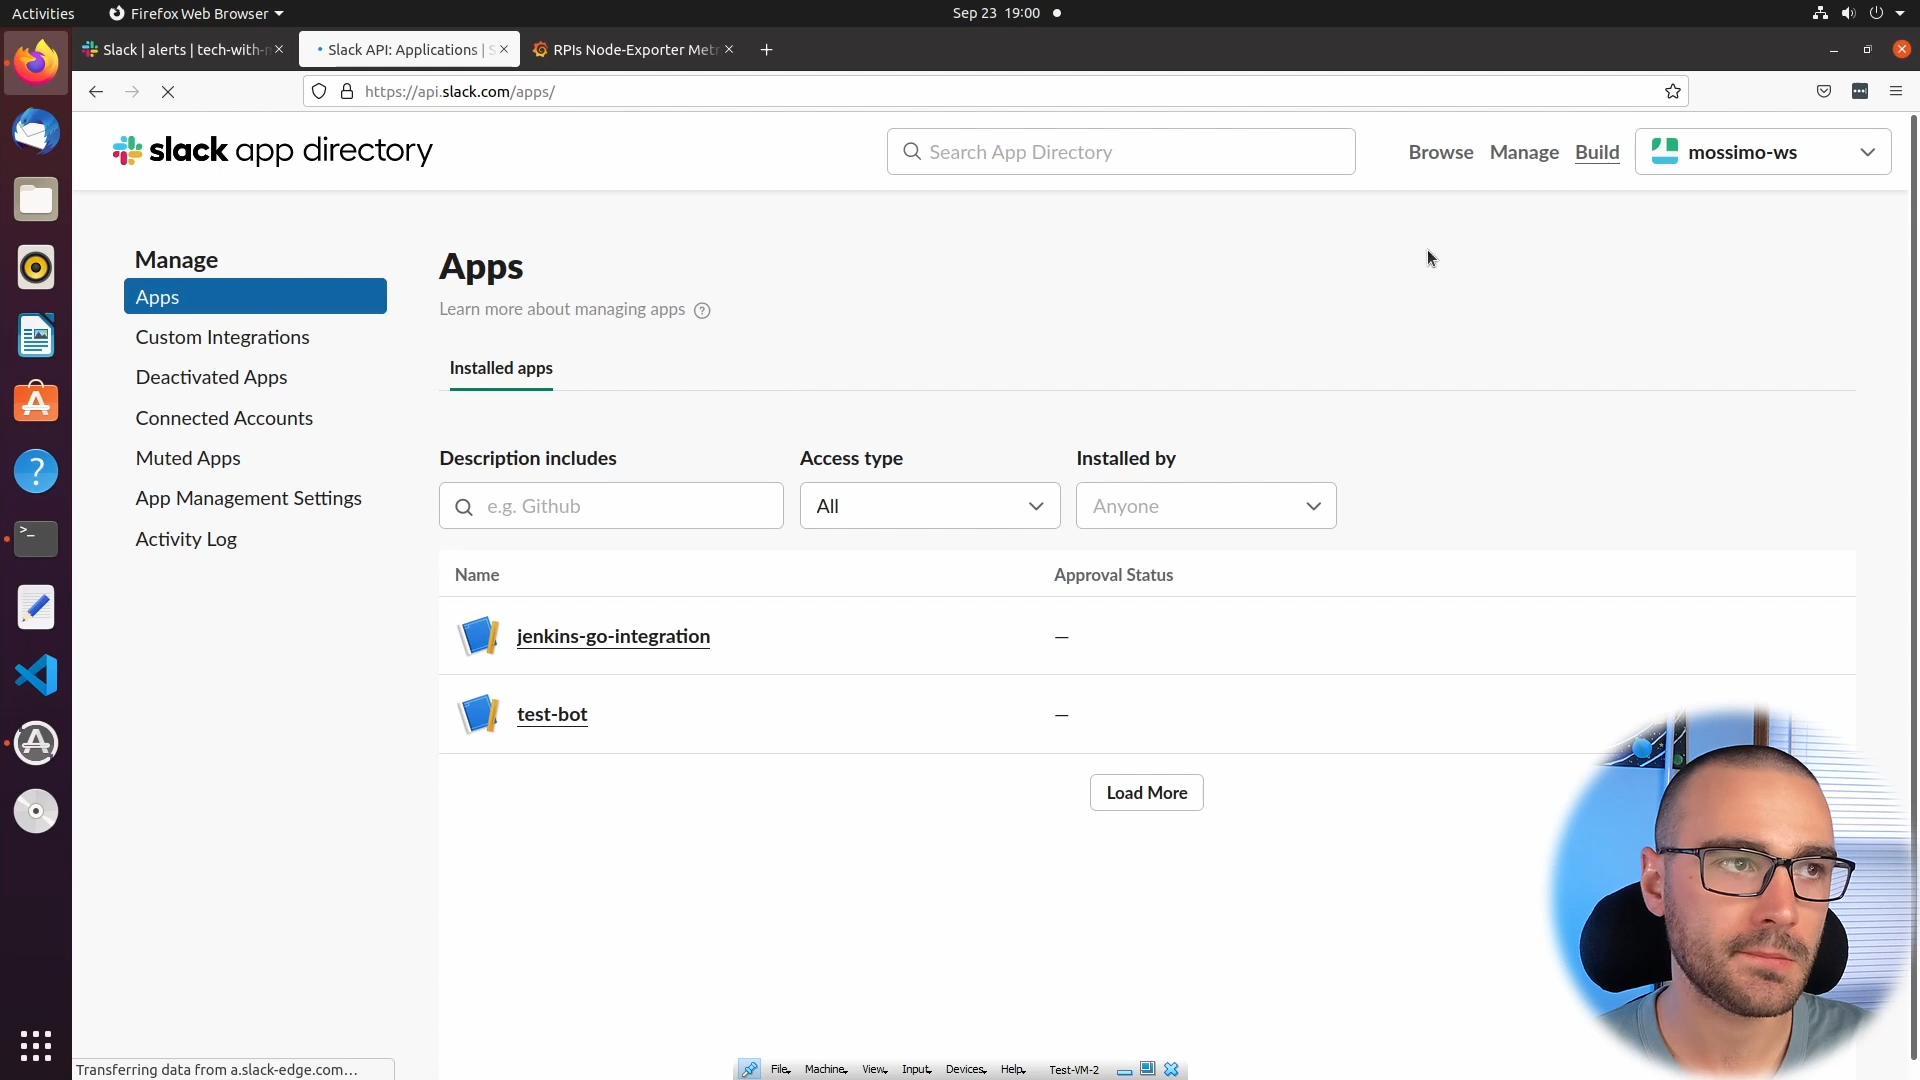 Activities
Firefox Web Browser
Sep 23 19:00
Slack | alerts | tech-with-
Slack API: Applications | S
RPIs Node-Exporter Met
https://api.slack.com/apps/
slack app directory
Search App Directory
Browse
Manage
Build
mossimo-ws
Manage
Apps
Custom Integrations
Deactivated Apps
Connected Accounts
Muted Apps
App Management Settings
Activity Log
Apps
Learn more about managing apps
Installed apps
Description includes
Access type
Installed by
e.g. Github
All
Anyone
Name
Approval Status
jenkins-go-integration
—
test-bot
—
Load More
Transferring data from a.slack-edge.com...
File
Machine
View
Input
Devices
Help
Test-VM-2